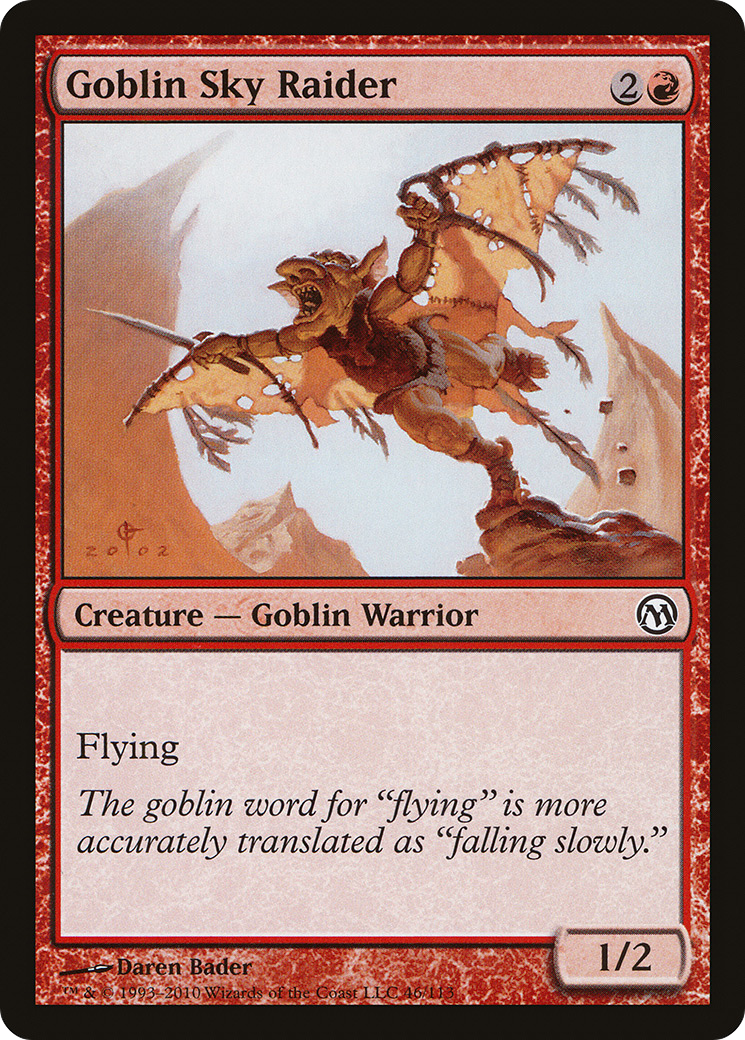 Goblin Sky Raider
2
2002
Creature — Goblin Warrior
Flying
The goblin word for “flying” is more
accurately translated as “falling slowly.”
1/2
Daren Bader
™ & © 1993–2010 Wizards of the Coast LLC 46/113